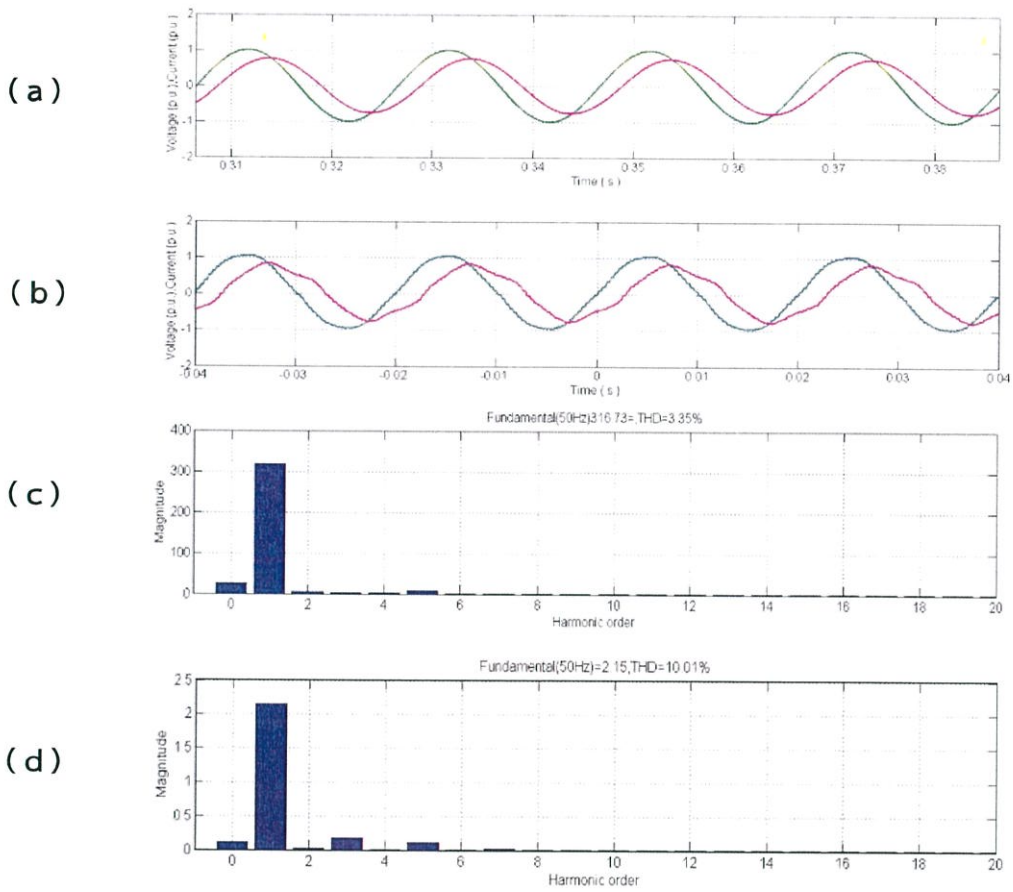 (a)
Voltage (p.u.),Current (p.u.)
2
1
0
-1
-2
0.31 0.32 0.33 0.34 0.35 0.36 0.37 0.38
Time ( s )
(b)
Voltage (p.u.),Current (p.u.)
2
1
0
-1
-2
-0.04 -0.03 -0.02 -0.01 0 0.01 0.02 0.03 0.04
Time ( s )
(c)
Fundamental(50Hz)316.73=,THD=3.35%
Magnitude
400
300
200
100
0
0 2 4 6 8 10 12 14 16 18 20
Harmonic order
(d)
Fundamental(50Hz)=2.15,THD=10.01%
Magnitude
2.5
2
1.5
1
0.5
0
0 2 4 6 8 10 12 14 16 18 20
Harmonic order